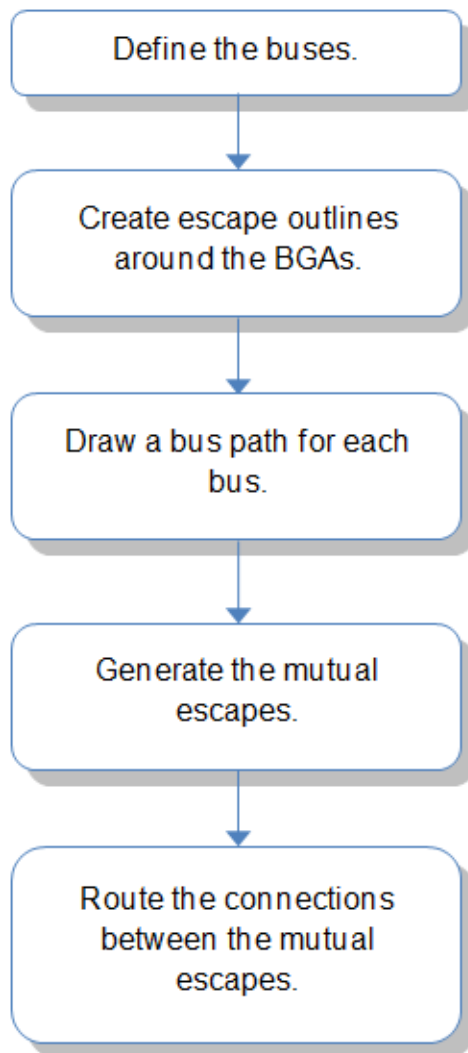 Define the buses.
Create escape outlines
around the BGAs.
Draw a bus path for each
bus.
Generate the mutual
escapes.
Route the connections
between the mutual
escapes.